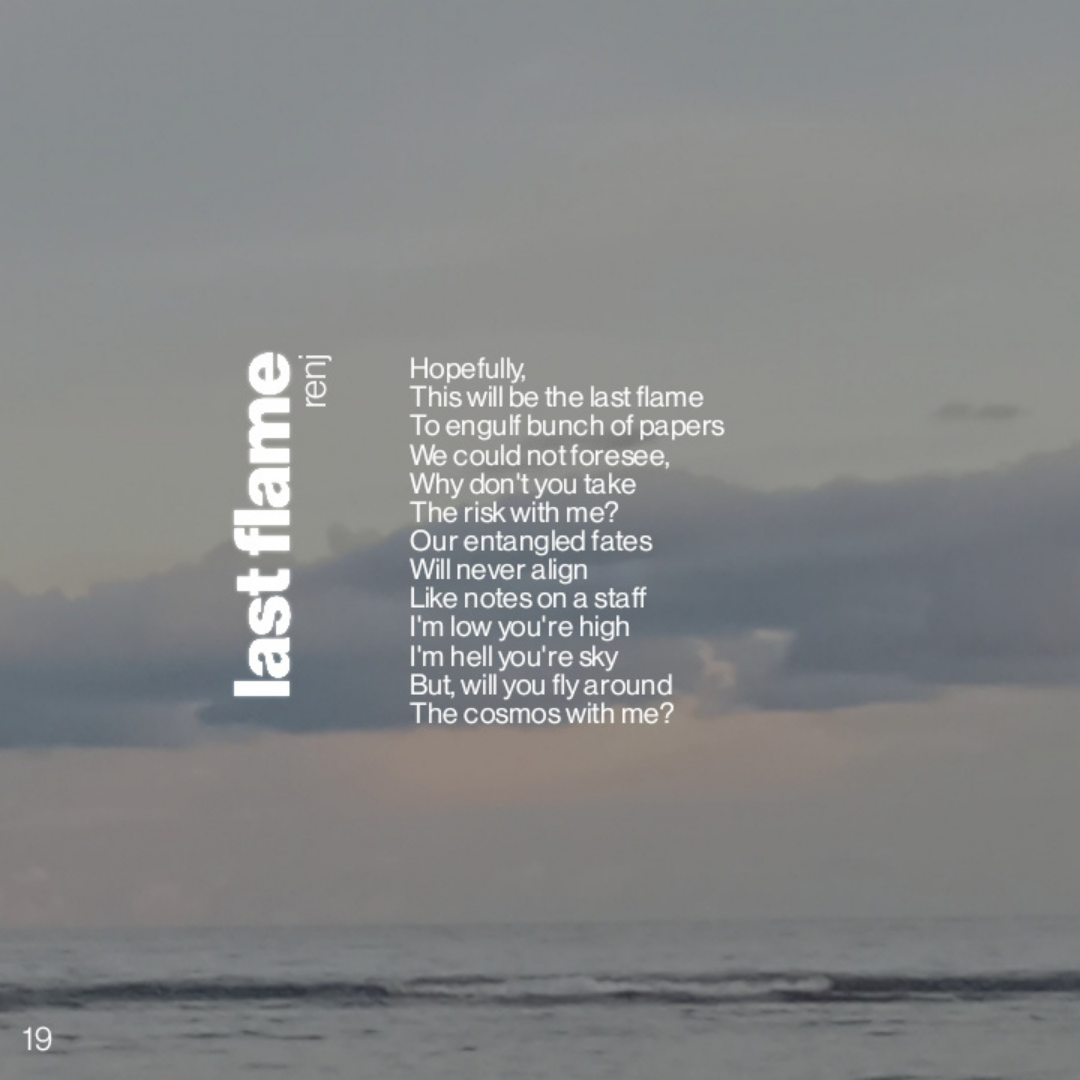 last flame
renj
Hopefully,
This will be the last flame
To engulf bunch of papers
We could not foresee,
Why don't you take
The risk with me?
Our entangled fates
Will never align
Like notes on a staff
I'm low you're high
I'm hell you're sky
But, will you fly around
The cosmos with me?
19